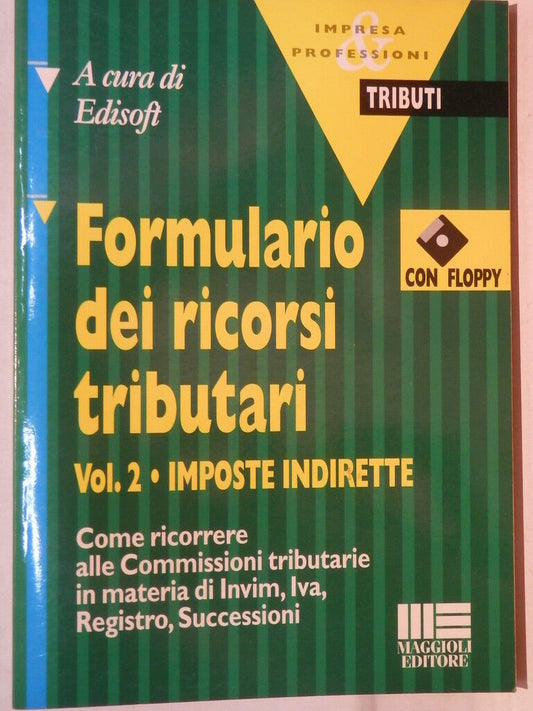 IMPRESA
&
PROFESSIONI
TRIBUTI
A cura di
Edisoft
Formulario
dei ricorsi
tributari
CON FLOPPY
Vol. 2 • IMPOSTE INDIRETTE
Come ricorrere
alle Commissioni tributarie
in materia di Invim, Iva,
Registro, Successioni
MAGGIOLI
EDITORE